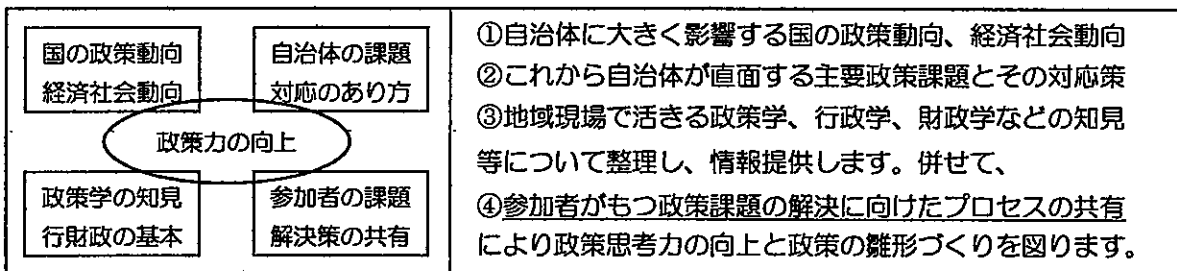 国の政策動向
経済社会動向
自治体の課題
対応のあり方
政策力の向上
政策学の知見
行財政の基本
参加者の課題
解決策の共有
①自治体に大きく影響する国の政策動向、経済社会動向
②これから自治体が直面する主要政策課題とその対応策
③地域現場で活きる政策学、行政学、財政学などの知見
等について整理し、情報提供します。併せて、
④参加者がもつ政策課題の解決に向けたプロセスの共有
により政策思考力の向上と政策の雛形づくりを図ります。